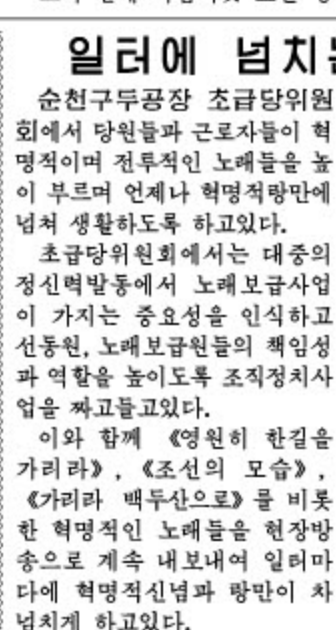 일터에 넘치
순천구두공장 초급당위원
회에서 당원들과 근로자들이 혁
명적이며 전투적인 노래들을 높
이 부르며 언제나 혁명적랑만에
넘쳐 생활하도록 하고있다.
초급당위원회에서는 대중의
정신력발동에서 노래보급사업
이 가지는 중요성을 인식하고
선동원, 노래보급원들의 책임성
과 역할을 높이도록 조직정치사
업을 짜고들고있다.
이와 함께 《영원히 한길을
가리라》, 《조선의 모습》,
《가리라 백두산으로》를 비롯
한 혁명적인 노래들을 현장방
송으로 계속 내보내여 일터마
다에 혁명적신념과 랑만이 차
넘치게 하고있다.